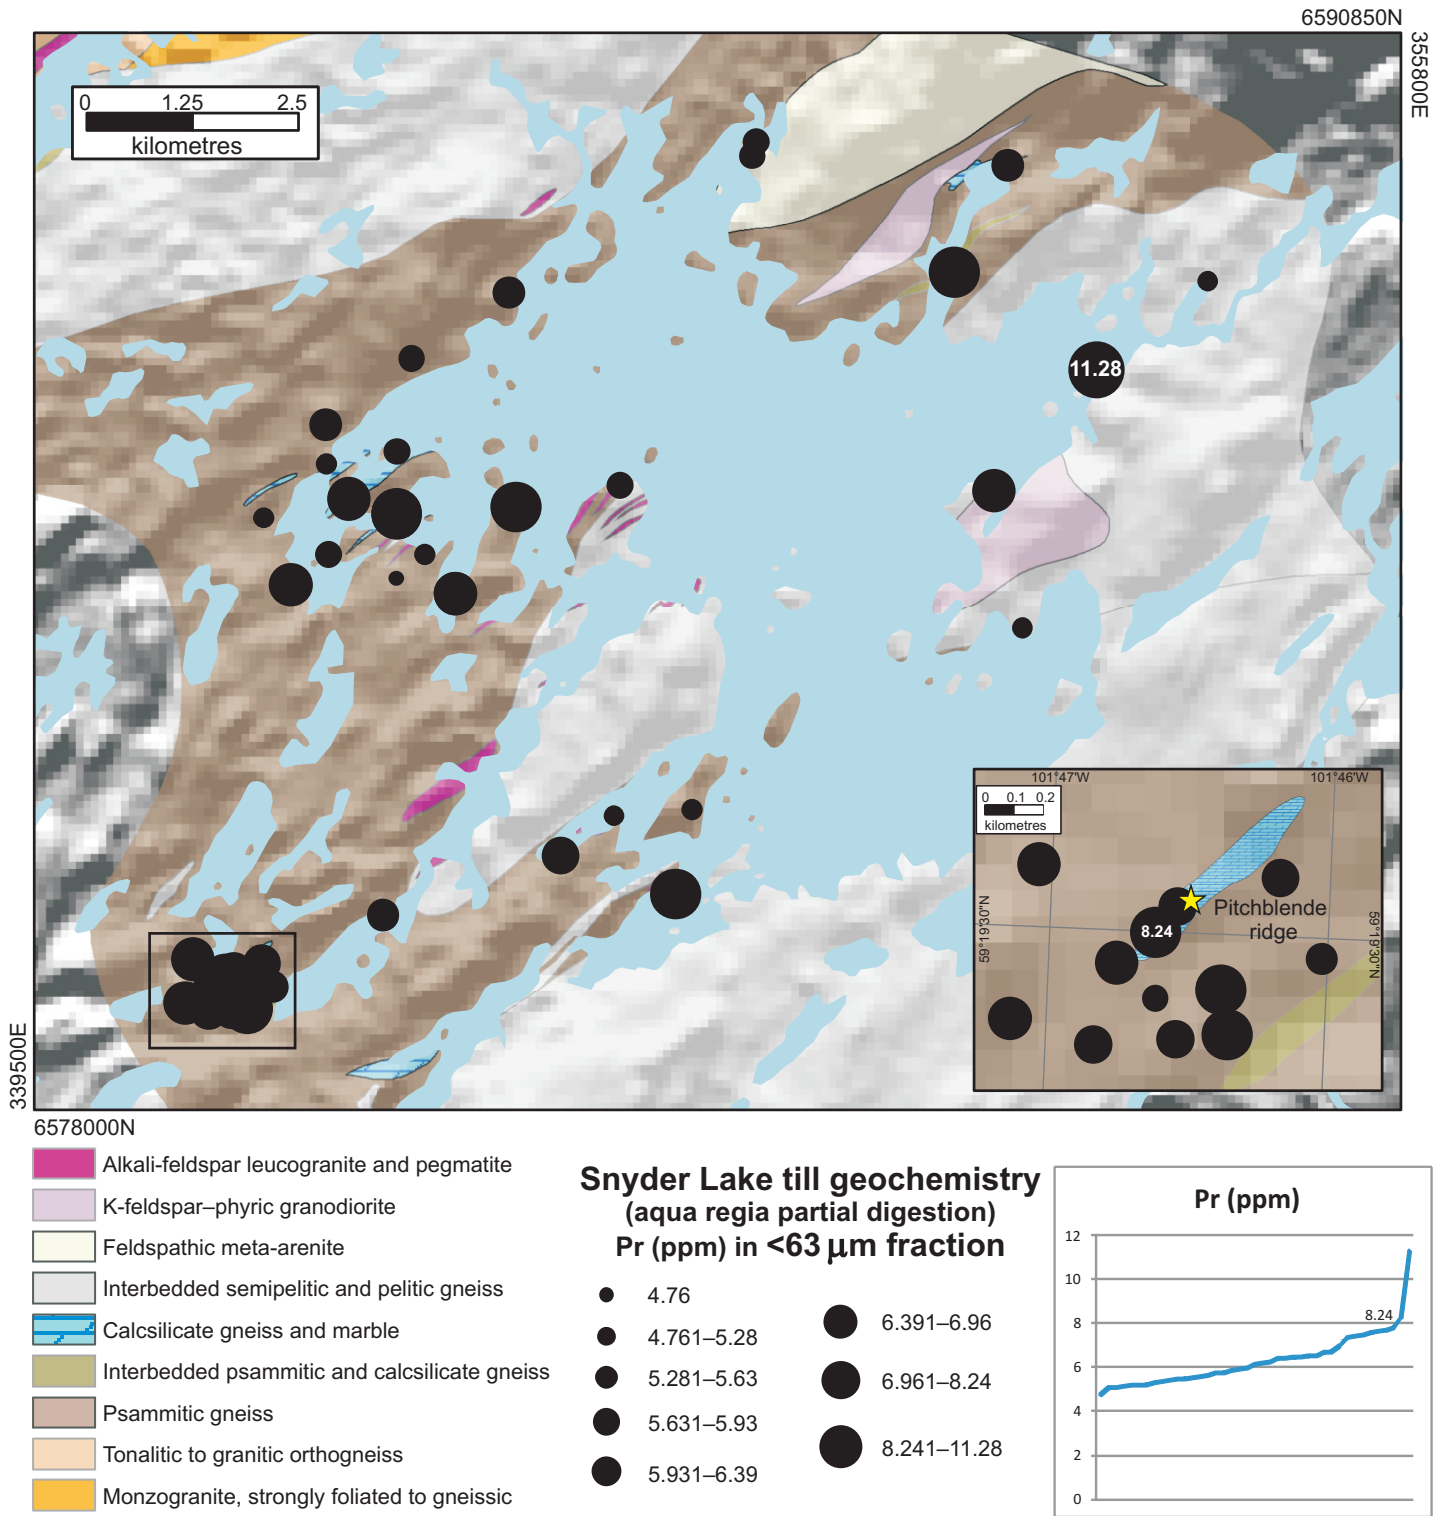 6590850N
355800E
0 1.25 2.5
kilometres
11.28
101°47'W 101°46'W
0 0.1 0.2
kilometres
59°19'30"N
8.24
Pitchblende
ridge
59°19'30"N
339500E
6578000N
Alkali-feldspar leucogranite and pegmatite
K-feldspar–phyric granodiorite
Feldspathic meta-arenite
Interbedded semipelitic and pelitic gneiss
Calcsilicate gneiss and marble
Interbedded psammitic and calcsilicate gneiss
Psammitic gneiss
Tonalitic to granitic orthogneiss
Monzogranite, strongly foliated to gneissic
Snyder Lake till geochemistry
(aqua regia partial digestion)
Pr (ppm) in <63 µm fraction
4.76
4.761–5.28
5.281–5.63
5.631–5.93
5.931–6.39
6.391–6.96
6.961–8.24
8.241–11.28
Pr (ppm)
12
10
8
6
4
2
0
8.24